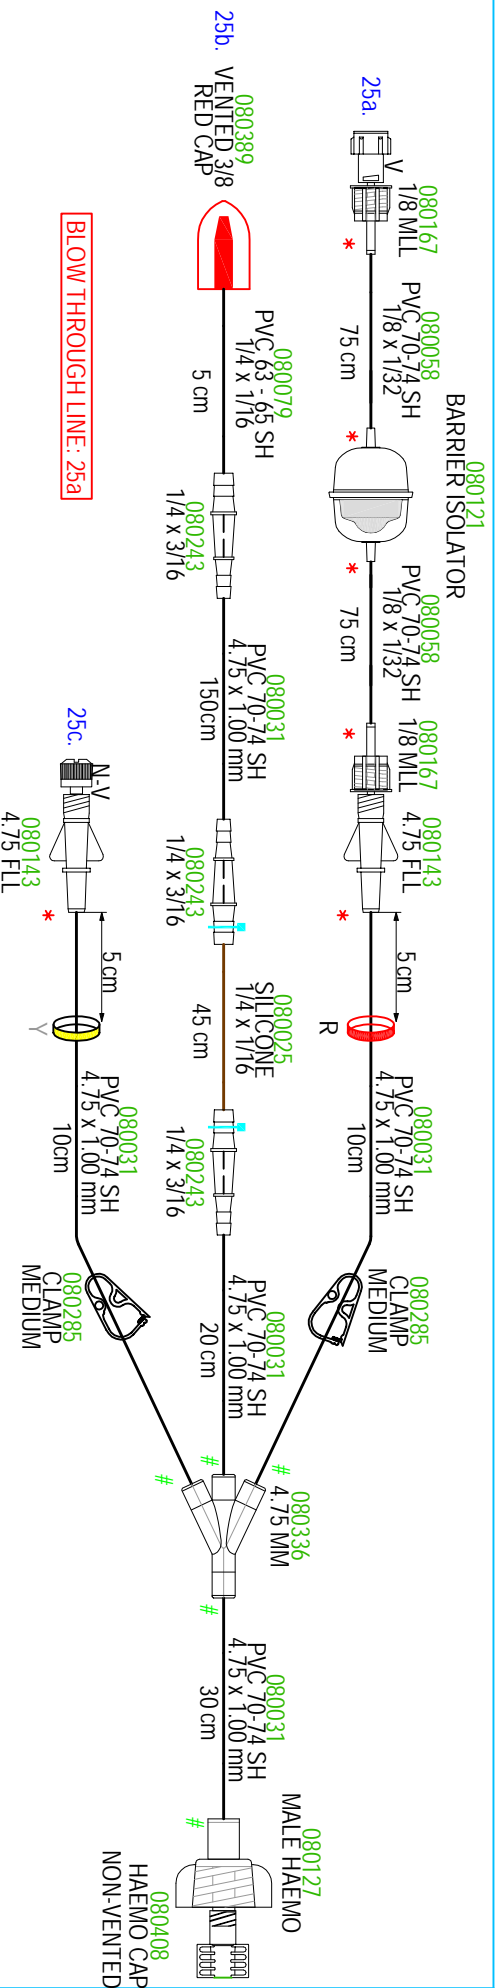 25a.
V
080167
1/8 MLL
*
080058
PVC 70-74 SH
1/8 x 1/32
75 cm
*
080121
BARRIER ISOLATOR
*
080058
PVC 70-74 SH
1/8 x 1/32
75 cm
*
080167
1/8 MLL
080143
4.75 FLL
*
5 cm
R
080031
PVC 70-74 SH
4.75 x 1.00 mm
10cm
080285
CLAMP
MEDIUM
#
080336
4.75 MM
25b.
080389
VENTED 3/8
RED CAP
080079
PVC 63 - 65 SH
1/4 x 1/16
5 cm
080243
1/4 x 3/16
080031
PVC 70-74 SH
4.75 x 1.00 mm
150cm
080243
1/4 x 3/16
080025
SILICONE
1/4 x 1/16
45 cm
080243
1/4 x 3/16
080031
PVC 70-74 SH
4.75 x 1.00 mm
20 cm
#
#
080031
PVC 70-74 SH
4.75 x 1.00 mm
30 cm
#
080127
MALE HAEMO
080408
HAEMO CAP
NON-VENTED
BLOW THROUGH LINE: 25a
25c.
N-V
080143
4.75 FLL
*
5 cm
Y
080031
PVC 70-74 SH
4.75 x 1.00 mm
10cm
080285
CLAMP
MEDIUM
#